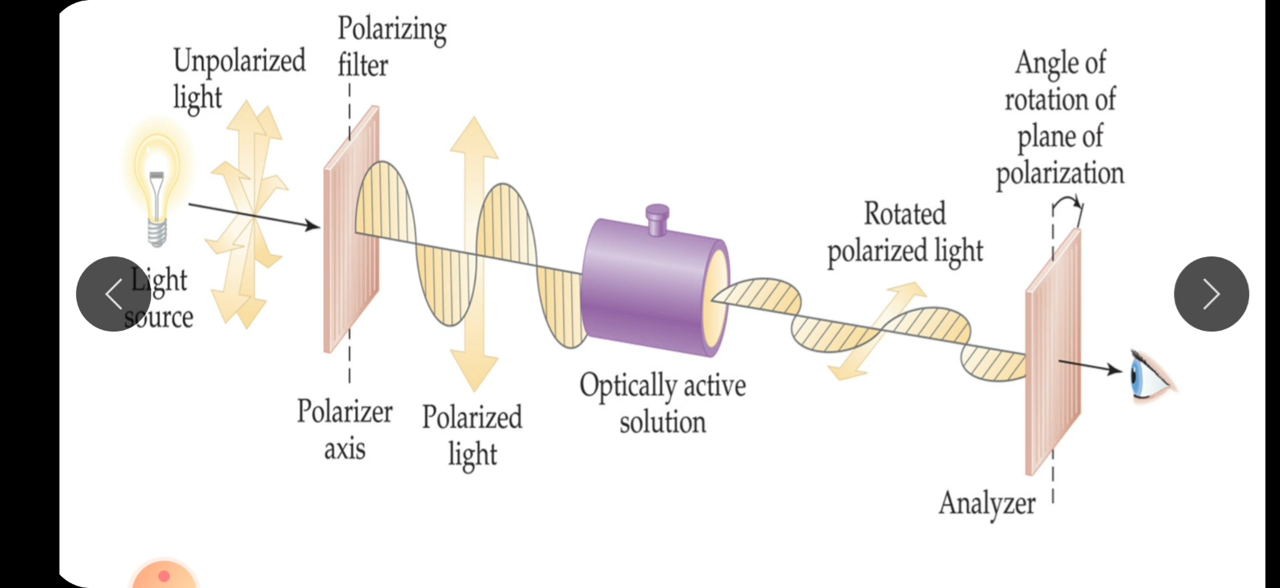 Unpolarized
light
Polarizing
filter
Light
source
Polarizer
axis
Polarized
light
Optically active
solution
Rotated
polarized light
Angle of
rotation of
plane of
polarization
Analyzer